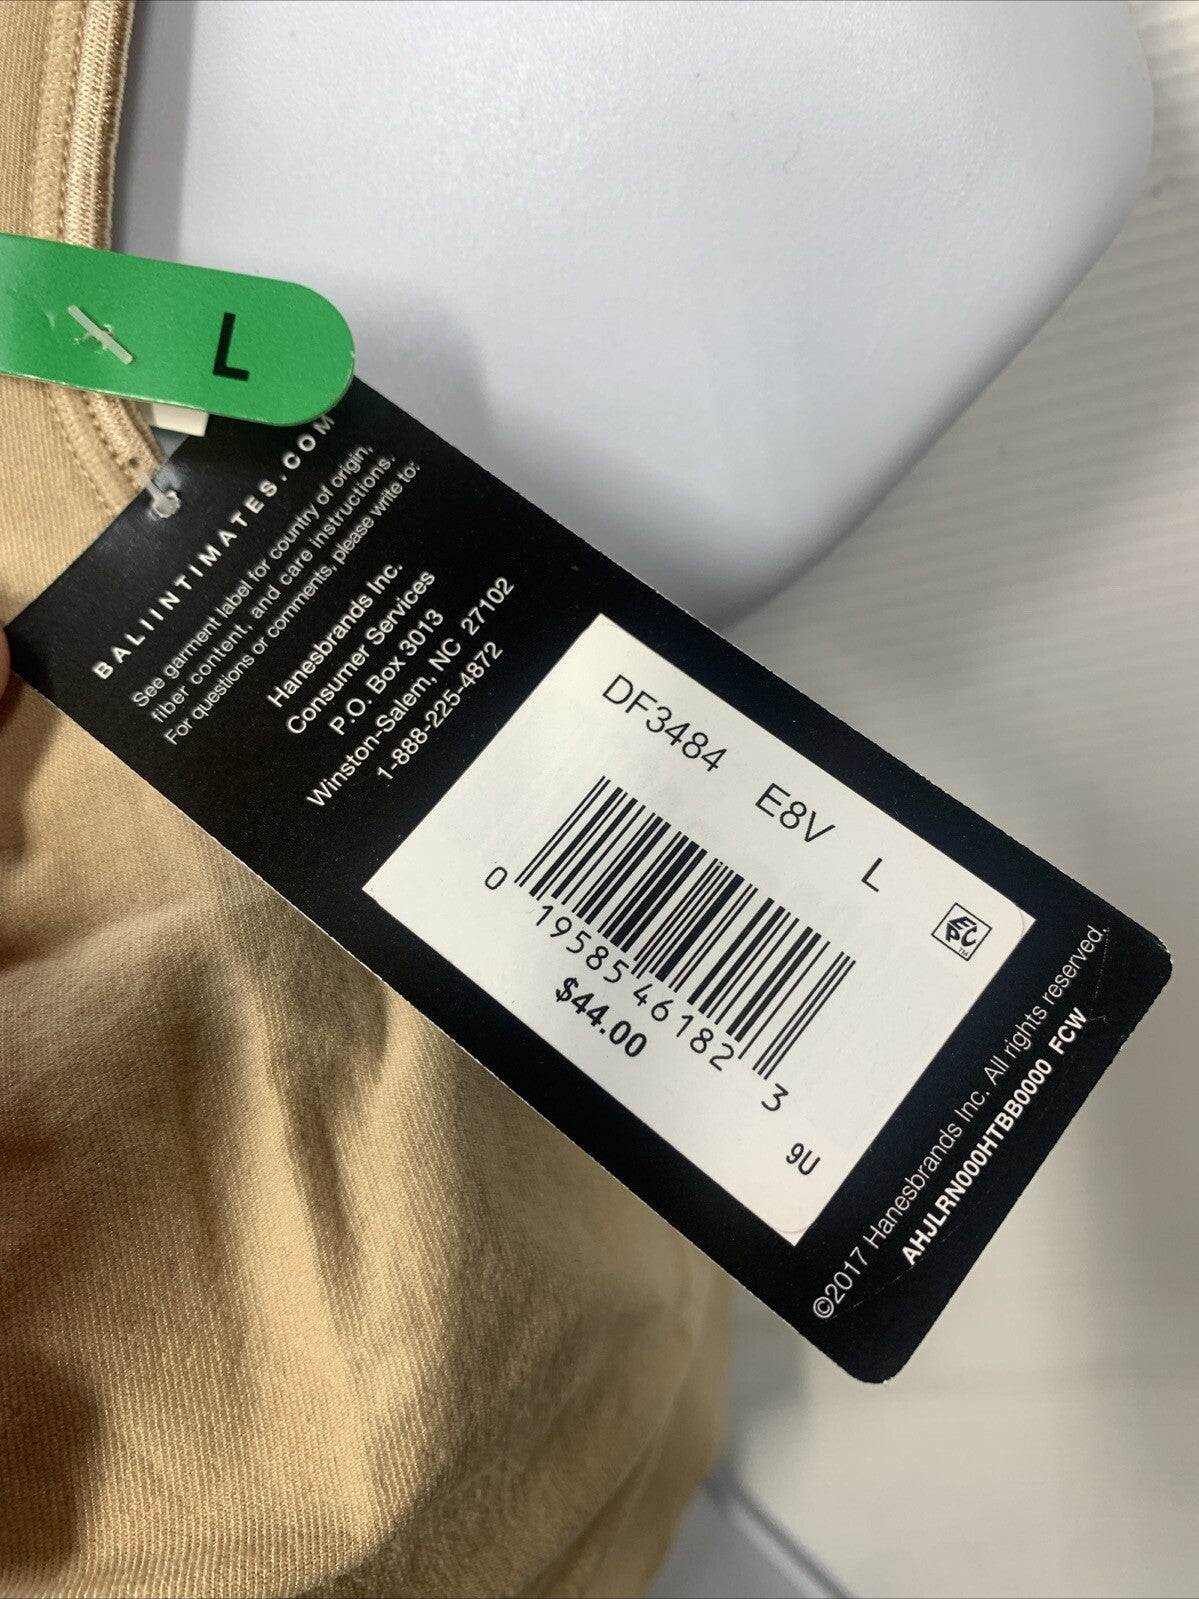 L
BALIINTIMATES.COM
See garment label for country of origin,
fiber content, and care instructions.
For questions or comments, please write to:
Hanesbrands Inc.
Consumer Services
P.O. Box 3013
Winston-Salem, NC 27102
1-888-225-4872
DF3484 E8V L
0 19585 46182 3
$44.00
EPC™
9U
©2017 Hanesbrands Inc. All rights reserved.
AHJLRN000HTBB0000 FCW